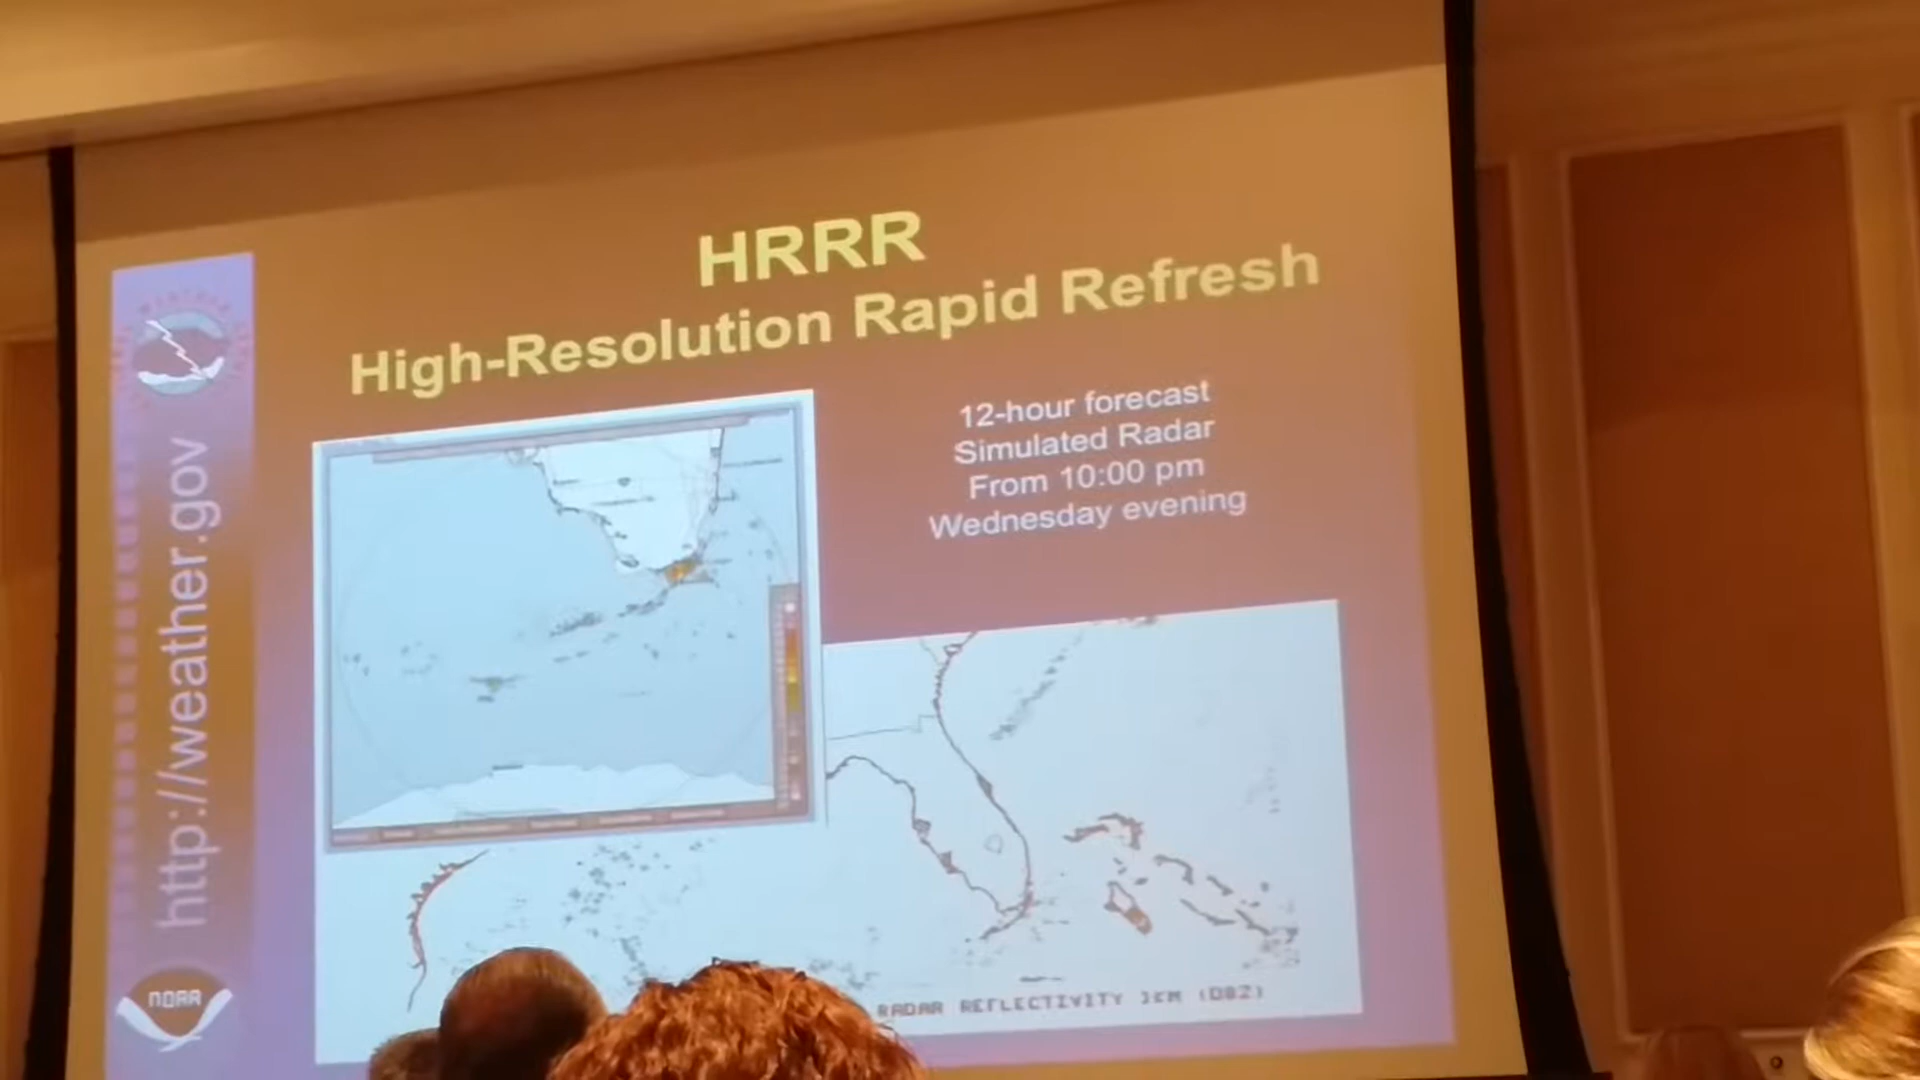 HRRR
High-Resolution Rapid Refresh
12-hour forecast
Simulated Radar
From 10:00 pm
Wednesday evening
http://weather.gov
NOAA
RADAR REFLECTIVITY 1KM (DBZ)